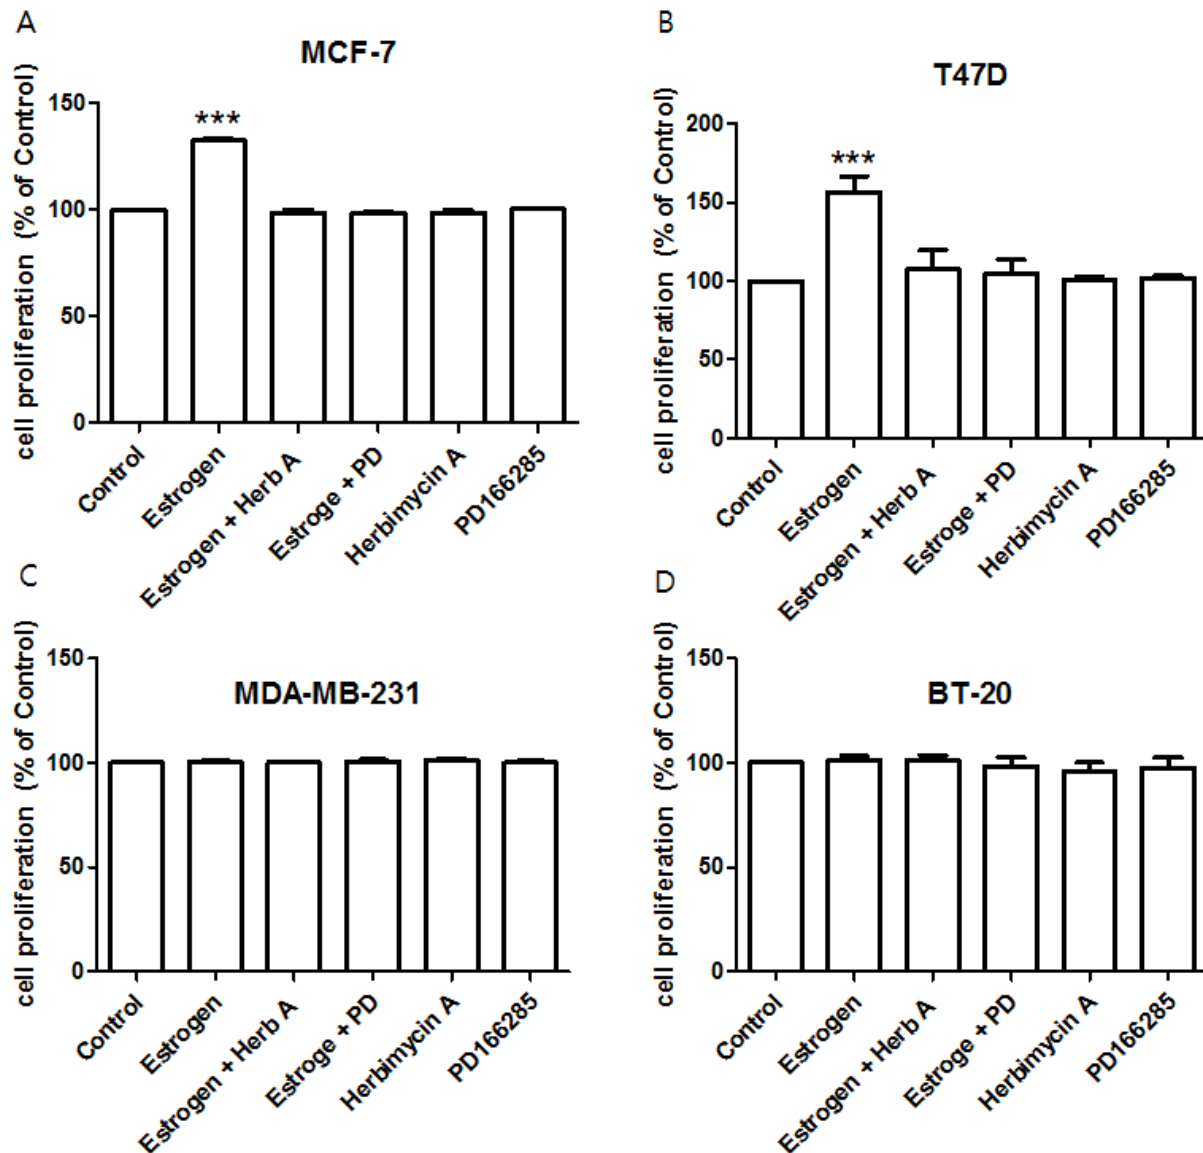 A
MCF-7
cell proliferation (% of Control)
150
100
50
0
***
Control
Estrogen
Estrogen + Herb A
Estroge + PD
Herbimycin A
PD166285
B
T47D
cell proliferation (% of Control)
200
150
100
50
0
***
Control
Estrogen
Estrogen + Herb A
Estroge + PD
Herbimycin A
PD166285
C
MDA-MB-231
cell proliferation (% of Control)
150
100
50
0
Control
Estrogen
Estrogen + Herb A
Estroge + PD
Herbimycin A
PD166285
D
BT-20
cell proliferation (% of Control)
150
100
50
0
Control
Estrogen
Estrogen + Herb A
Estroge + PD
Herbimycin A
PD166285